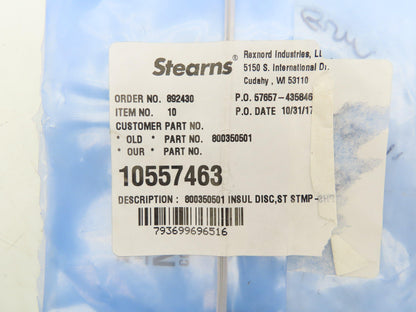 Stearns®
Rexnord Industries,
5150 S. International Dr.
Cudahy , WI 53110
ORDER NO. 892430
P.O. 57657-435846
ITEM NO. 10
P.O. DATE 10/31/17
CUSTOMER PART NO.
" OLD " PART NO. 800350501
" OUR " PART NO.
10557463
DESCRIPTION : 800350501 INSUL DISC,ST STMP-
793699696516